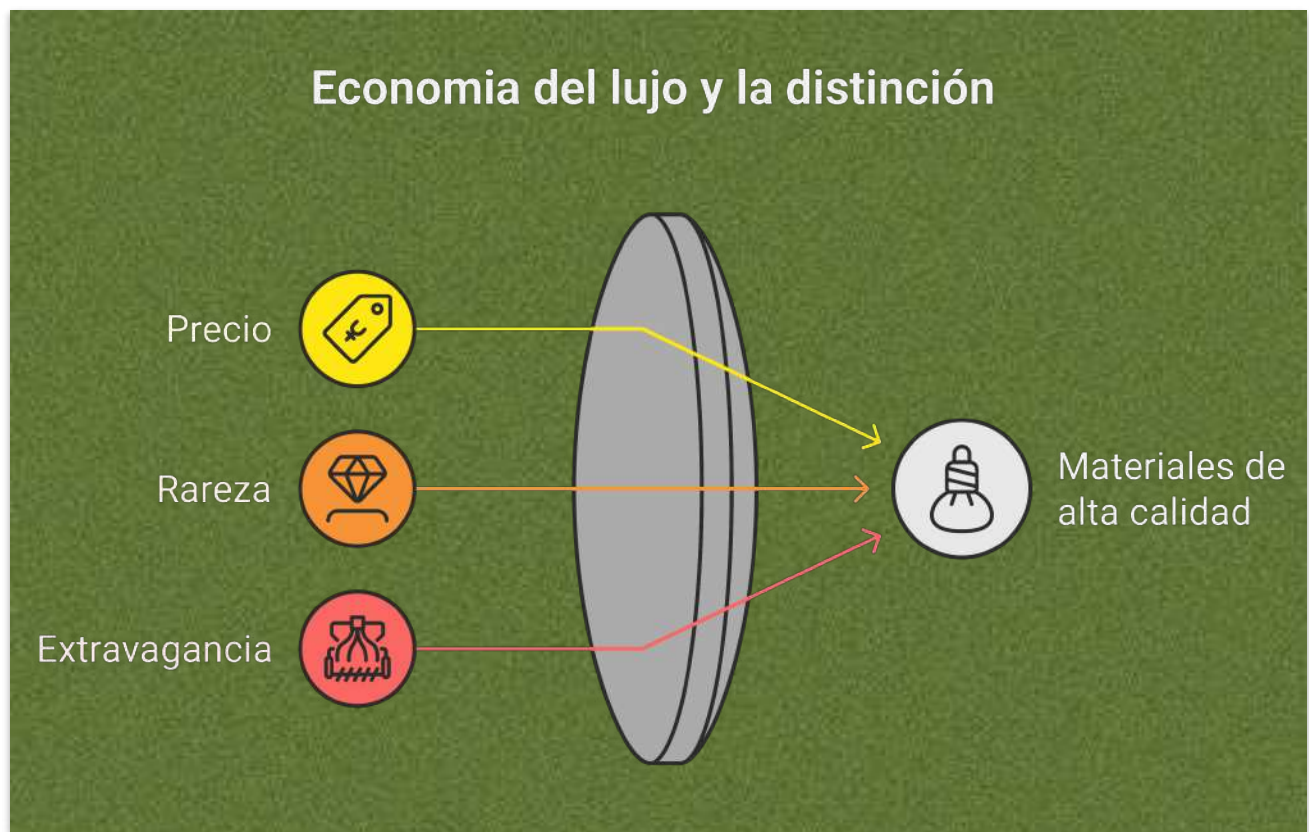 Economia del lujo y la distinción
Precio
Rareza
Extravagancia
Materiales de
alta calidad